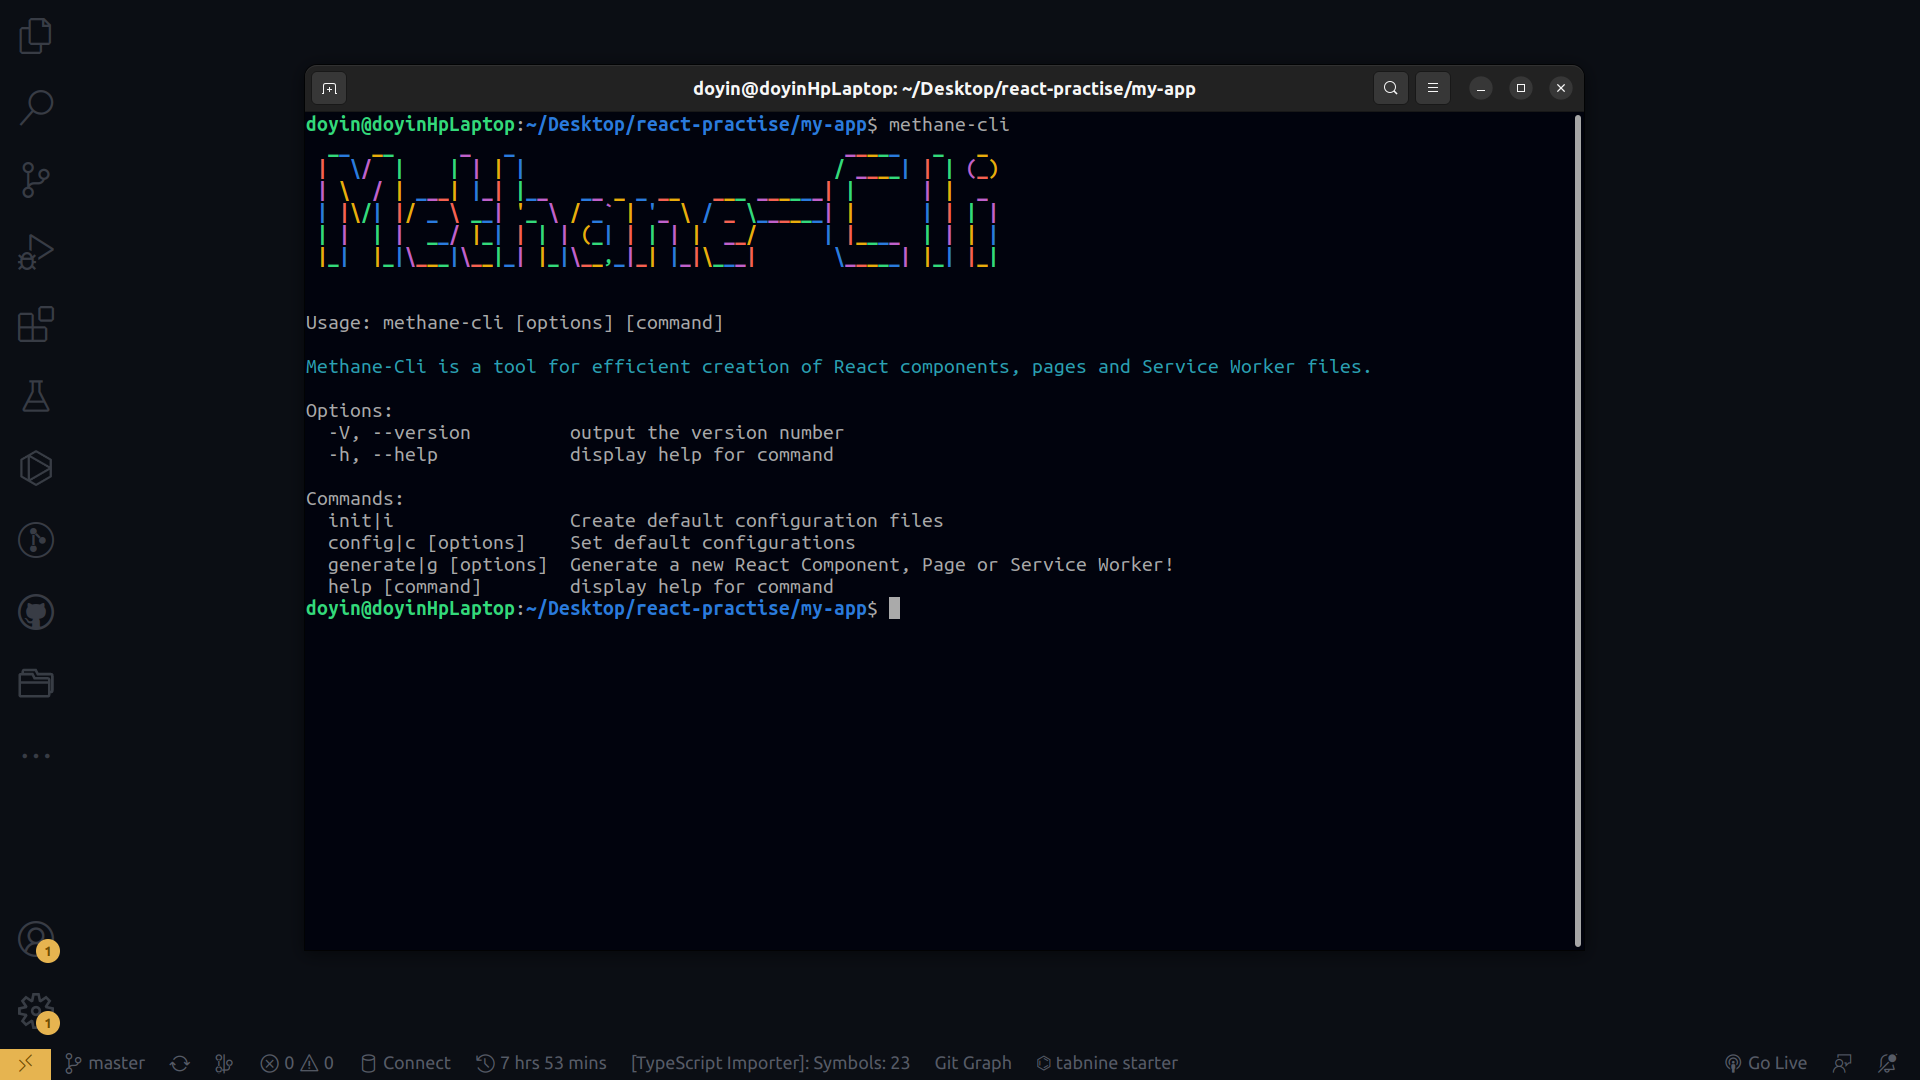 doyin@doyinHpLaptop: ~/Desktop/react-practise/my-app
doyin@doyinHpLaptop:~/Desktop/react-practise/my-app$ methane-cli
Methane-Cli
Usage: methane-cli [options] [command]
Methane-Cli is a tool for efficient creation of React components, pages and Service Worker files.
Options:
-V, --version output the version number
-h, --help display help for command
Commands:
init|i Create default configuration files
config|c [options] Set default configurations
generate|g [options] Generate a new React Component, Page or Service Worker!
help [command] display help for command
doyin@doyinHpLaptop:~/Desktop/react-practise/my-app$
1
1
master 0 0 Connect 7 hrs 53 mins [TypeScript Importer]: Symbols: 23 Git Graph tabnine starter Go Live